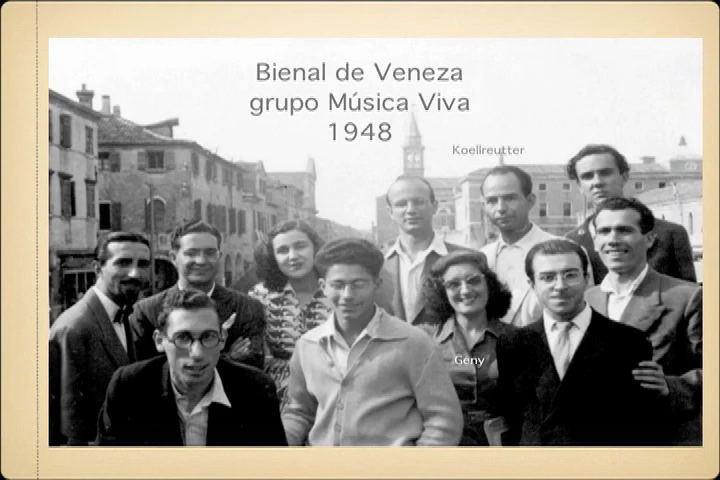 Bienal de Veneza
grupo Música Viva
1948
Koellreutter
Geny